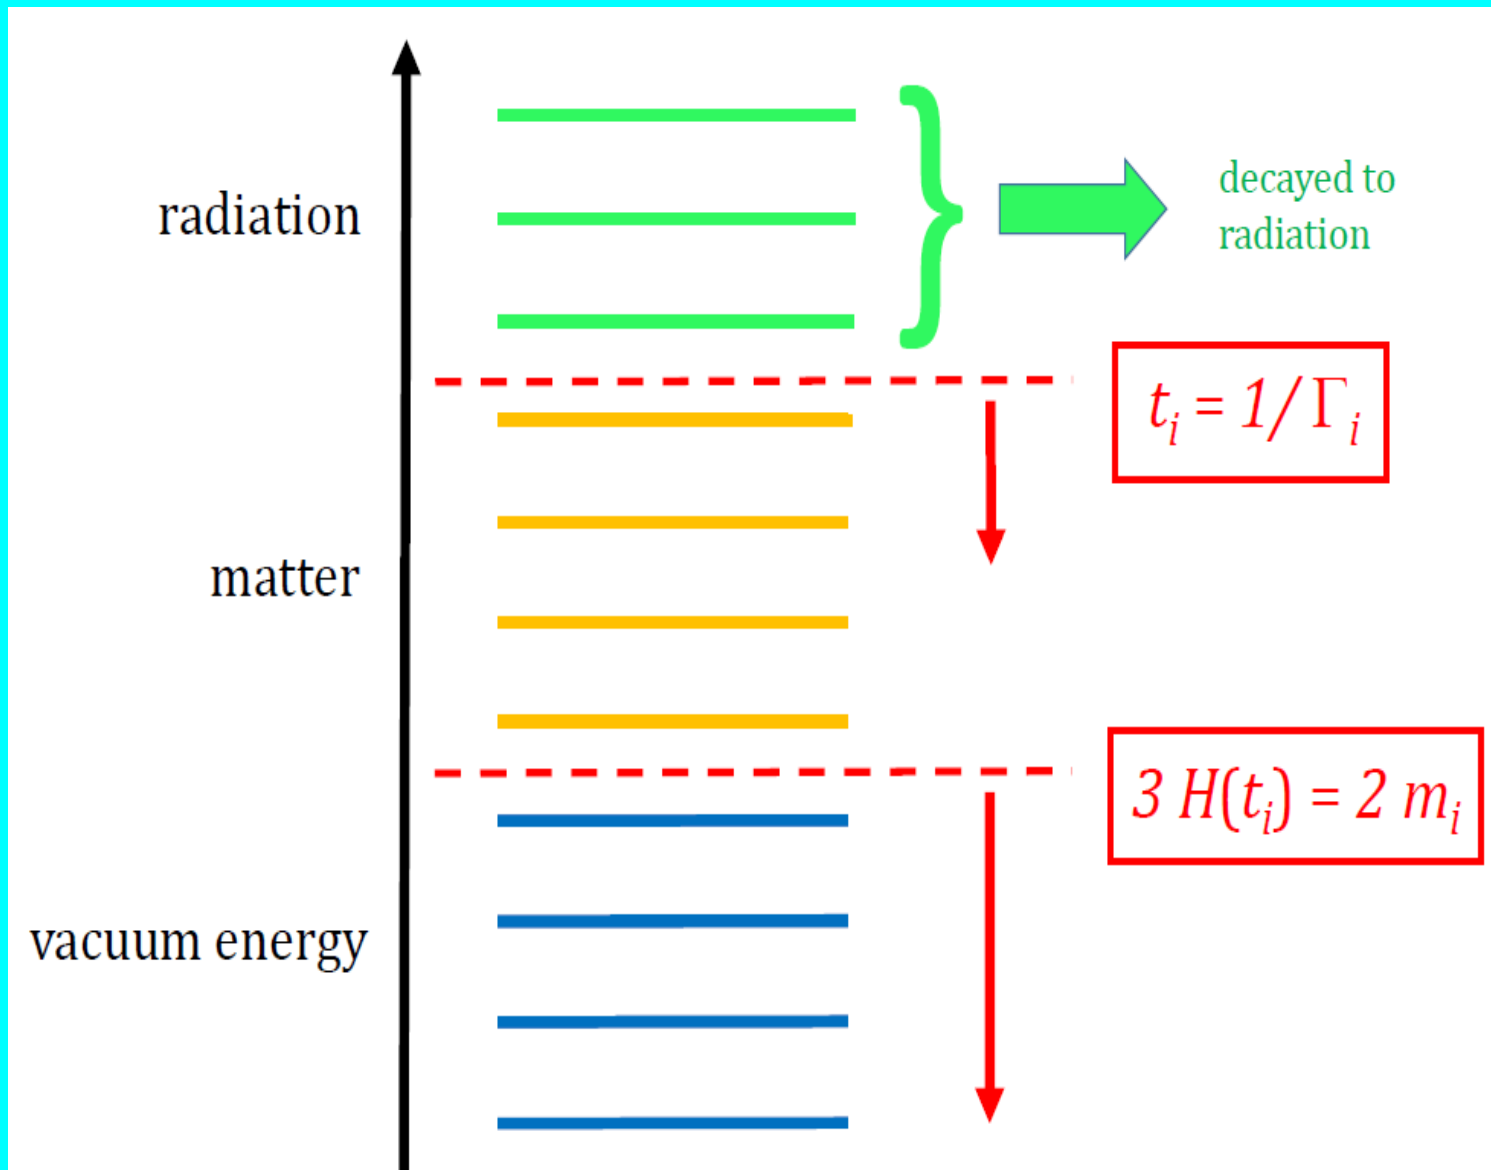 radiation
decayed to
radiation
t_i = 1/ Γ_i
matter
3 H(t_i) = 2 m_i
vacuum energy